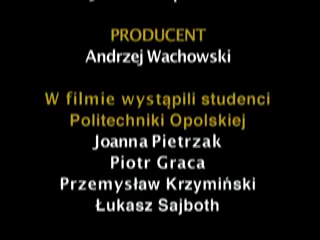 PRODUCENT
Andrzej Wachowski
W filmie wystąpili studenci
Politechniki Opolskiej
Joanna Pietrzak
Piotr Graca
Przemysław Krzymiński
Łukasz Sajboth